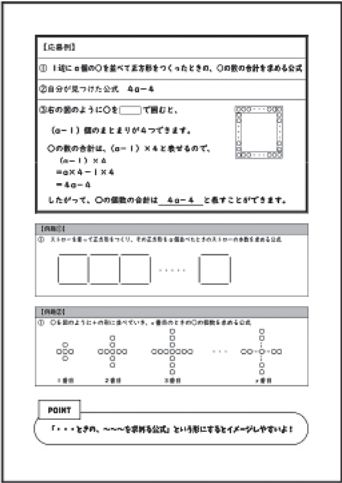 【応募例】
① 1辺にa個の○を並べて正方形をつくったときの、○の数の合計を求める公式
②自分が見つけた公式 4a-4
③右の図のように○を　　で囲むと、
(a-1)個のまとまりが4つできます。
○の数の合計は、(a-1)×4と表せるので、
(a-1)×4
=a×4-1×4
=4a-4
したがって、○の個数の合計は 4a-4 と表すことができます。
【例題①】
① ストローを使って正方形をつくり、その正方形をa個並べたときのストローの本数を求める公式
・・・・・
【例題②】
① ○を図のように+の形に並べていき、x番目のときの○の個数を求める公式
・・・
1番目 2番目 3番目 x番目
POINT
「・・・ときの、～～～を求める公式」という形にするとイメージしやすいよ!